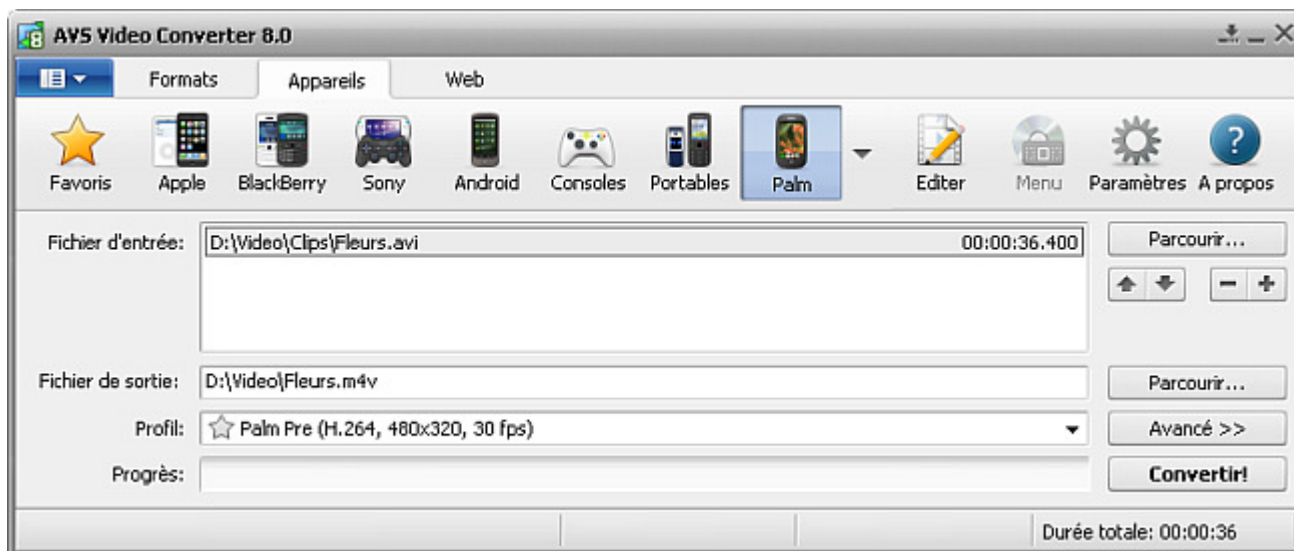 AVS Video Converter 8.0
Formats Appareils Web
Favoris Apple BlackBerry Sony Android Consoles Portables Palm Editer Menu Paramètres A propos
Fichier d'entrée: D:\Video\Clips\Fleurs.avi 00:00:36.400 Parcourir...
Fichier de sortie: D:\Video\Fleurs.m4v Parcourir...
Profil: Palm Pre (H.264, 480x320, 30 fps) Avancé >>
Progrès: Convertir!
Durée totale: 00:00:36